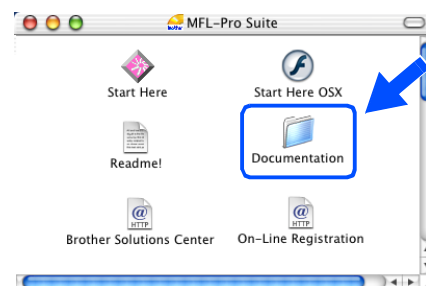 MFL-Pro Suite
Start Here
Start Here OSX
Readme!
Documentation
HTTP
HTTP
Brother Solutions Center
On-Line Registration